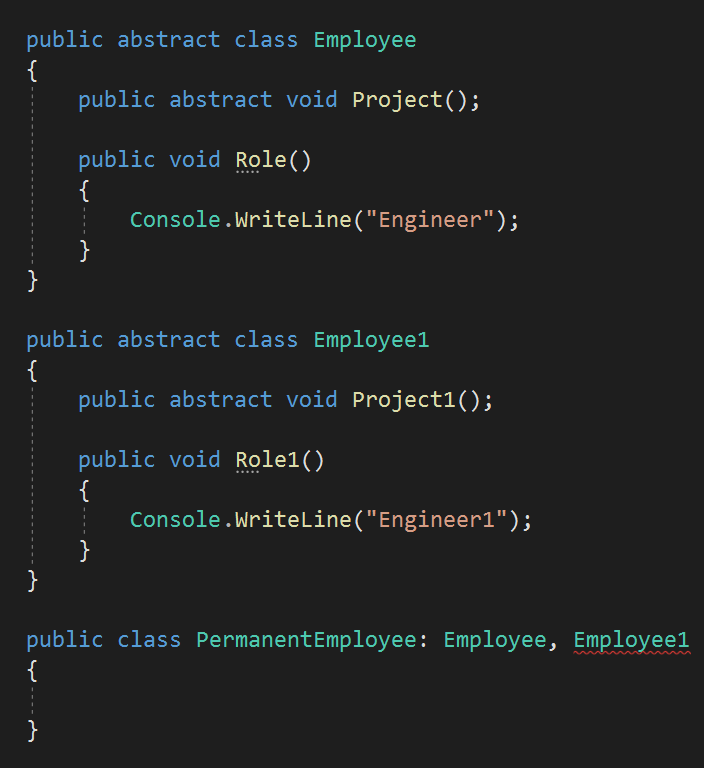 public abstract class Employee
{
public abstract void Project();
public void Role()
{
Console.WriteLine("Engineer");
}
}
public abstract class Employee1
{
public abstract void Project1();
public void Role1()
{
Console.WriteLine("Engineer1");
}
}
public class PermanentEmployee: Employee, Employee1
{
}